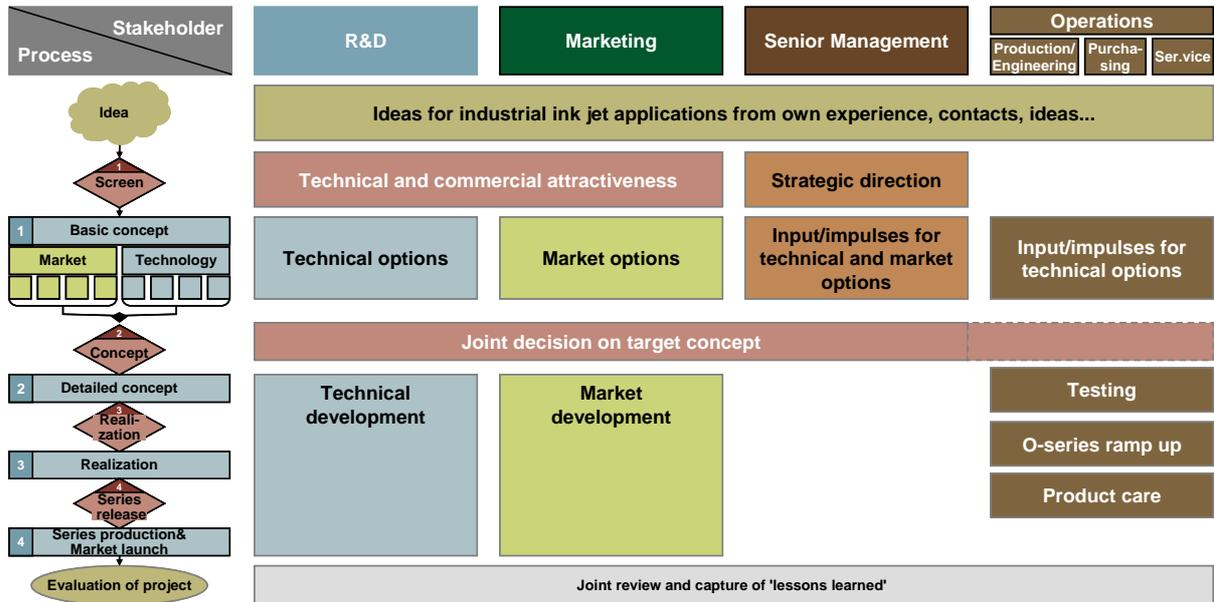 Stakeholder
Process
R&D
Marketing
Senior Management
Operations
Production/
Engineering
Purcha-
sing
Ser.vice
Idea
Ideas for industrial ink jet applications from own experience, contacts, ideas...
1
Screen
Technical and commercial attractiveness
Strategic direction
1
Basic concept
Market
Technology
Technical options
Market options
Input/impulses for
technical and market
options
Input/impulses for
technical options
2
Concept
Joint decision on target concept
2
Detailed concept
Technical
development
Market
development
Testing
3
Reali-
zation
O-series ramp up
3
Realization
4
Series
release
Product care
4
Series production&
Market launch
Evaluation of project
Joint review and capture of 'lessons learned'